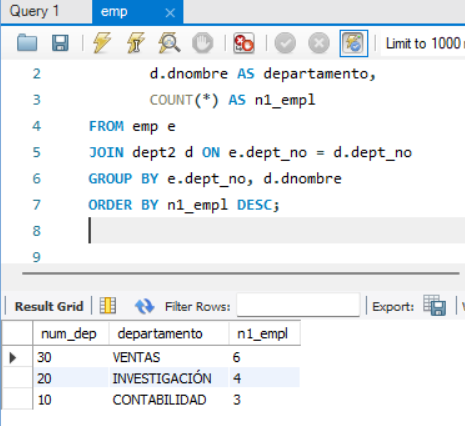 Query 1 emp
Limit to 1000
2 d.dnombre AS departamento,
3 COUNT(*) AS n1_empl
4 FROM emp e
5 JOIN dept2 d ON e.dept_no = d.dept_no
6 GROUP BY e.dept_no, d.dnombre
7 ORDER BY n1_empl DESC;
8
9
Result Grid Filter Rows: Export:
num_dep departamento n1_empl
30 VENTAS 6
20 INVESTIGACIÓN 4
10 CONTABILIDAD 3